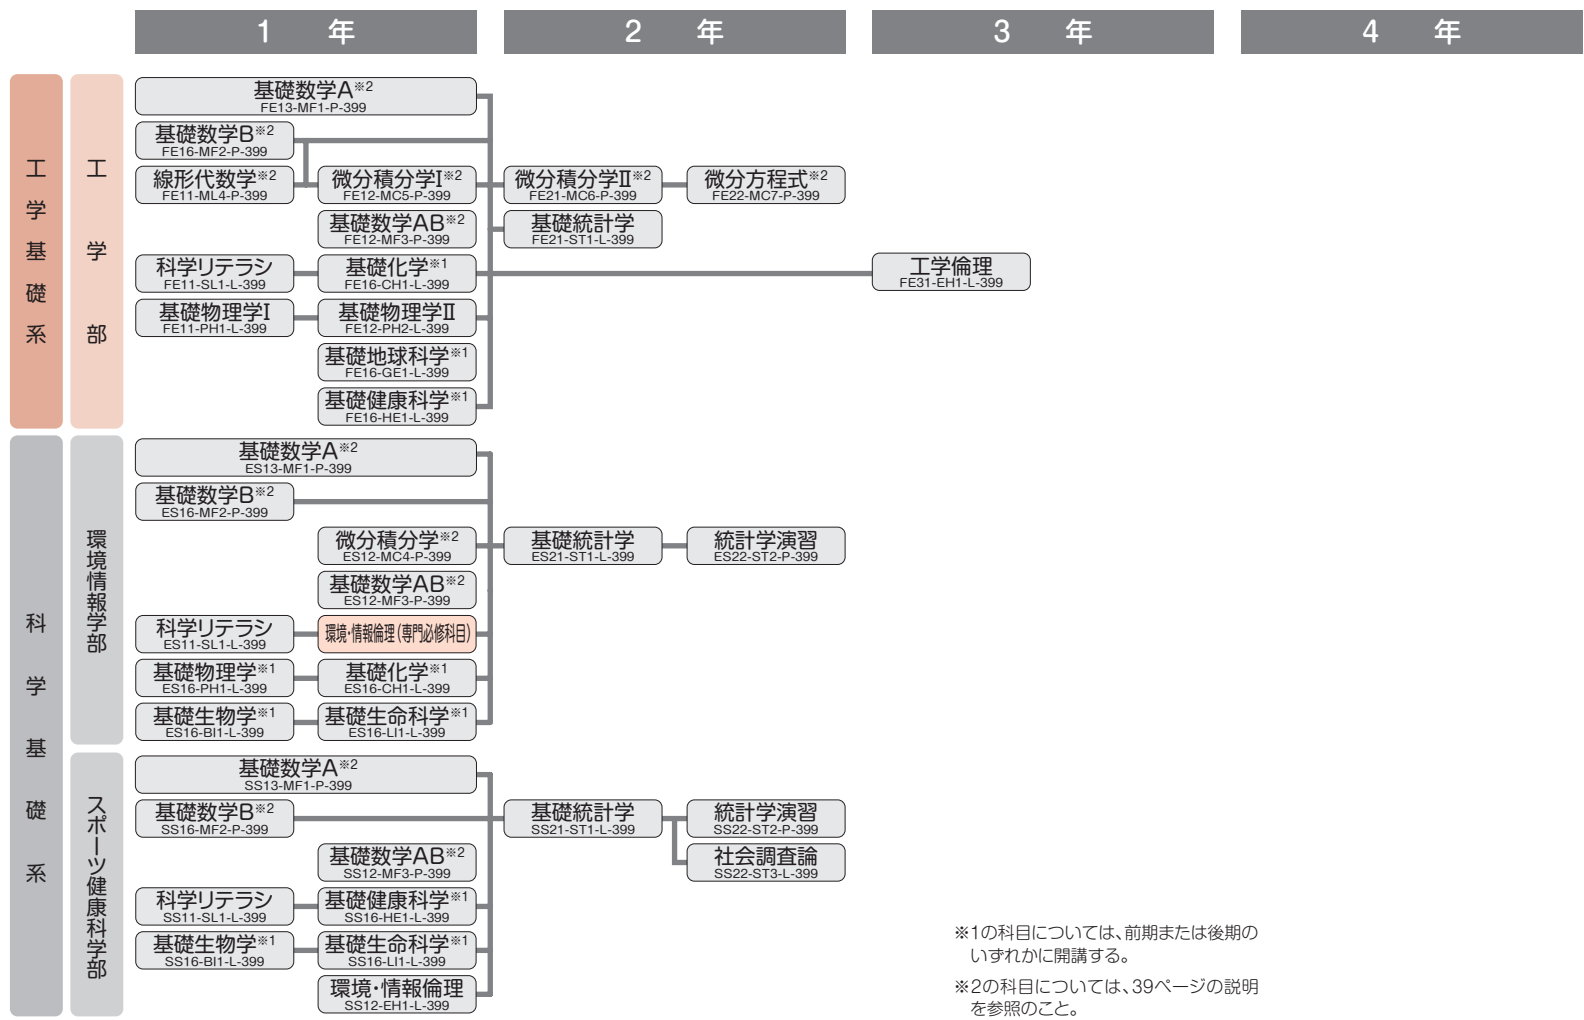 1 年
2 年
3 年
4 年
工学基礎系
工学部
基礎数学A※2
FE13-MF1-P-399
基礎数学B※2
FE16-MF2-P-399
線形代数学※2
FE11-ML4-P-399
微分積分学I※2
FE12-MC5-P-399
微分積分学II※2
FE21-MC6-P-399
微分方程式※2
FE22-MC7-P-399
基礎数学AB※2
FE12-MF3-P-399
基礎統計学
FE21-ST1-L-399
科学リテラシ
FE11-SL1-L-399
基礎化学※1
FE16-CH1-L-399
工学倫理
FE31-EH1-L-399
基礎物理学I
FE11-PH1-L-399
基礎物理学II
FE12-PH2-L-399
基礎地球科学※1
FE16-GE1-L-399
基礎健康科学※1
FE16-HE1-L-399
科学基礎系
環境情報学部
基礎数学A※2
ES13-MF1-P-399
基礎数学B※2
ES16-MF2-P-399
微分積分学※2
ES12-MC4-P-399
基礎統計学
ES21-ST1-L-399
統計学演習
ES22-ST2-P-399
基礎数学AB※2
ES12-MF3-P-399
科学リテラシ
ES11-SL1-L-399
環境・情報倫理(専門必修科目)
基礎物理学※1
ES16-PH1-L-399
基礎化学※1
ES16-CH1-L-399
基礎生物学※1
ES16-BI1-L-399
基礎生命科学※1
ES16-LI1-L-399
スポーツ健康科学部
基礎数学A※2
SS13-MF1-P-399
基礎数学B※2
SS16-MF2-P-399
基礎統計学
SS21-ST1-L-399
統計学演習
SS22-ST2-P-399
基礎数学AB※2
SS12-MF3-P-399
社会調査論
SS22-ST3-L-399
科学リテラシ
SS11-SL1-L-399
基礎健康科学※1
SS16-HE1-L-399
基礎生物学※1
SS16-BI1-L-399
基礎生命科学※1
SS16-LI1-L-399
環境・情報倫理
SS12-EH1-L-399
※1の科目については、前期または後期の
いずれかに開講する。
※2の科目については、39ページの説明
を参照のこと。